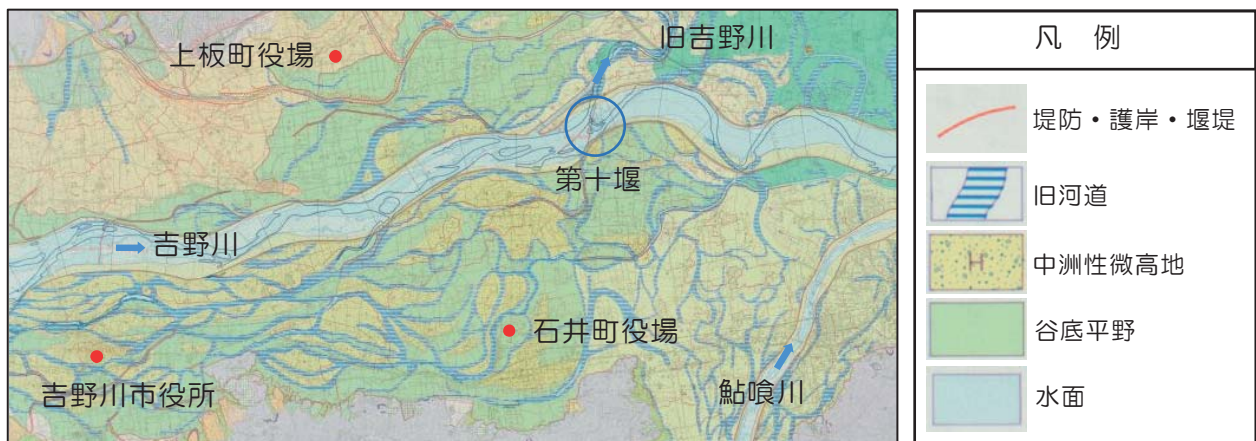 上板町役場
旧吉野川
第十堰
吉野川
石井町役場
吉野川市役所
鮎喰川
凡 例
堤防・護岸・堰堤
旧河道
H
中洲性微高地
谷底平野
水面